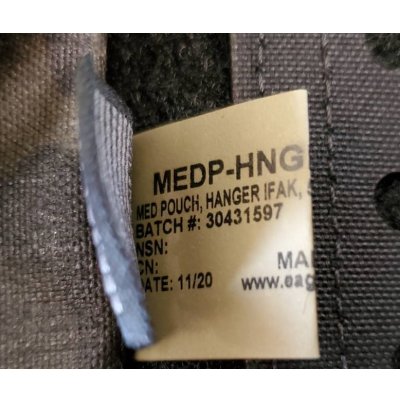 MEDP-HNG
MED POUCH, HANGER IFAK,
BATCH #: 30431597
NSN:
CN:
MA
DATE: 11/20 www.eag